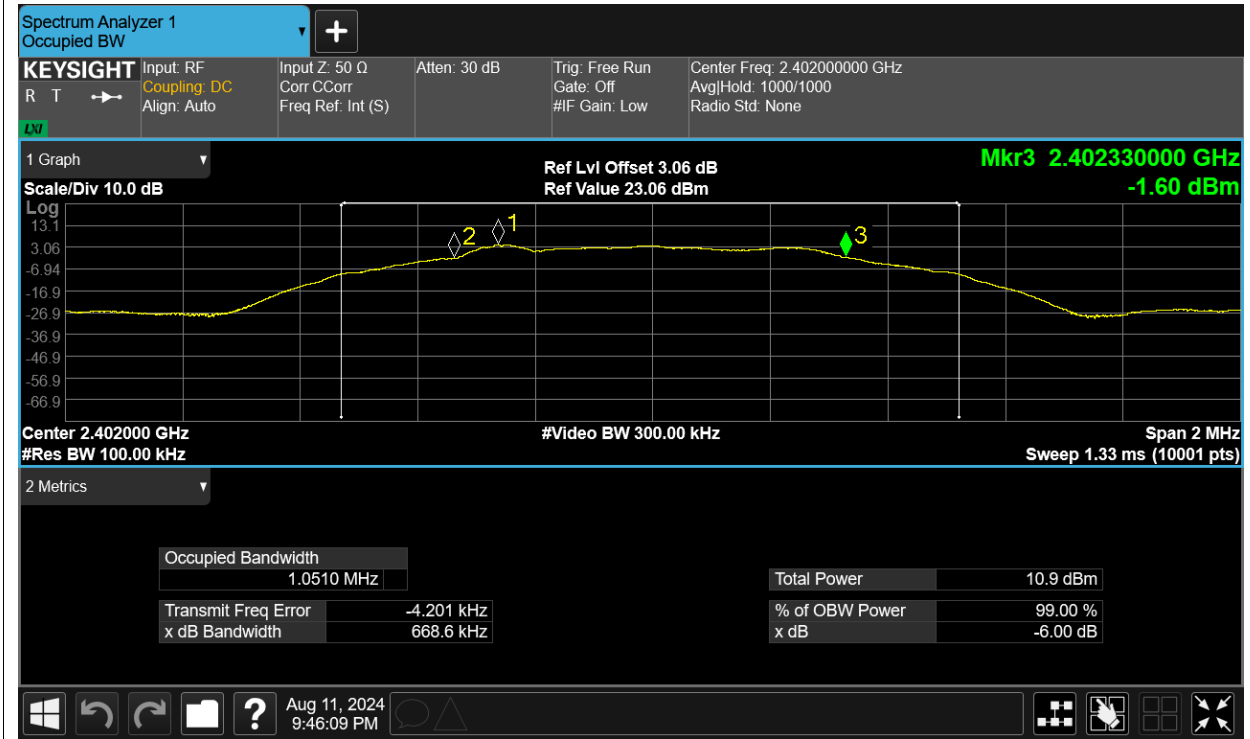 Spectrum Analyzer 1
Occupied BW
KEYSIGHT
R T
LXI
Input: RF
Coupling: DC
Align: Auto
Input Z: 50 Ω
Corr CCorr
Freq Ref: Int (S)
Atten: 30 dB
Trig: Free Run
Gate: Off
#IF Gain: Low
Center Freq: 2.402000000 GHz
Avg|Hold: 1000/1000
Radio Std: None
1 Graph
Scale/Div 10.0 dB
Ref Lvl Offset 3.06 dB
Ref Value 23.06 dBm
Mkr3 2.402330000 GHz
-1.60 dBm
Log
13.1
3.06
-6.94
-16.9
-26.9
-36.9
-46.9
-56.9
-66.9
2
1
3
Center 2.402000 GHz
#Res BW 100.00 kHz
#Video BW 300.00 kHz
Span 2 MHz
Sweep 1.33 ms (10001 pts)
2 Metrics
Occupied Bandwidth
1.0510 MHz
Transmit Freq Error -4.201 kHz
x dB Bandwidth 668.6 kHz
Total Power 10.9 dBm
% of OBW Power 99.00 %
x dB -6.00 dB
?
Aug 11, 2024
9:46:09 PM